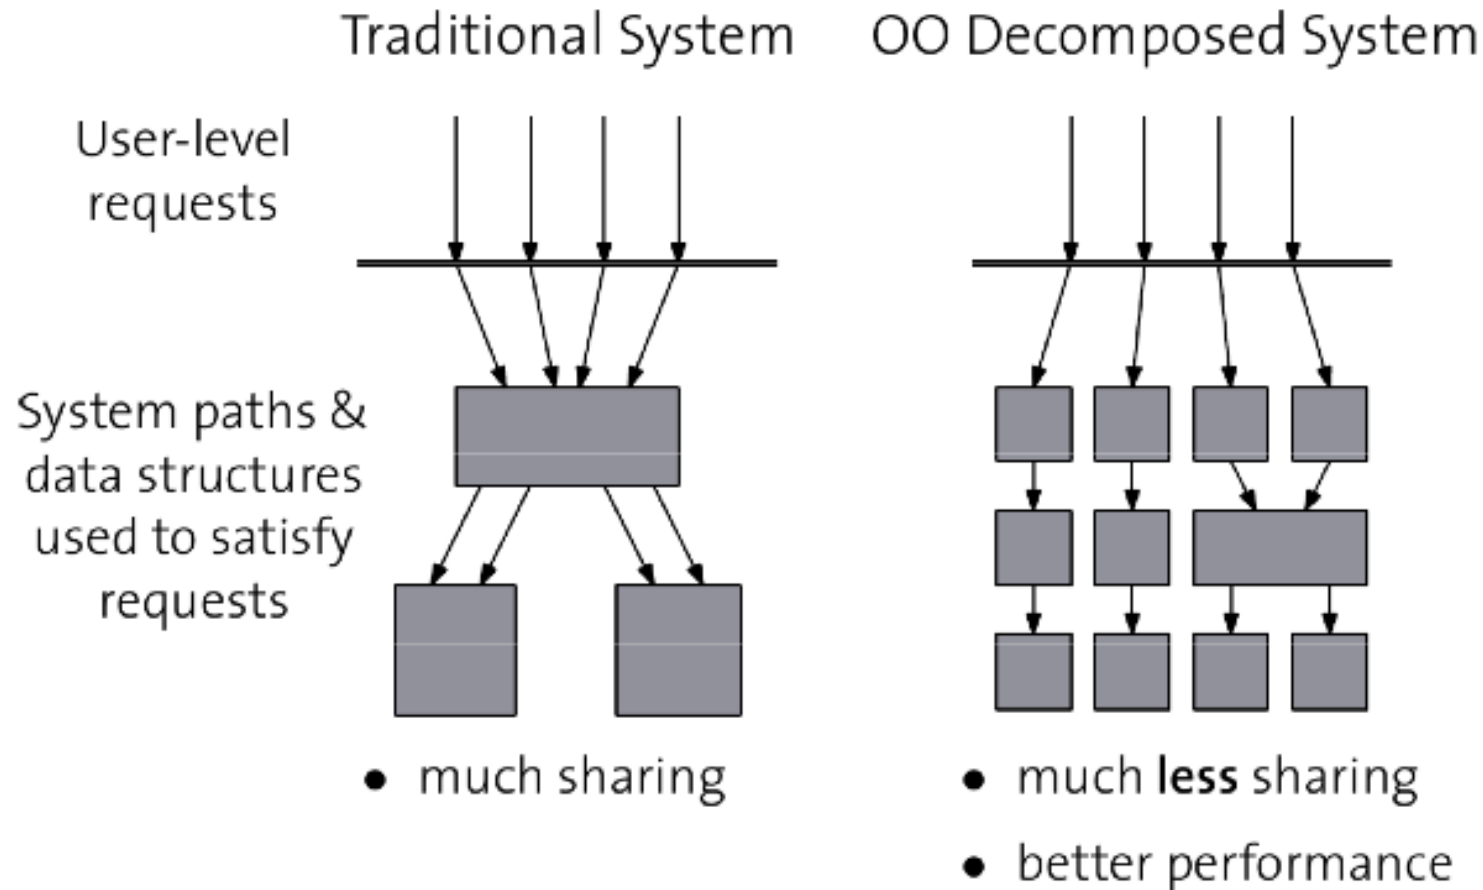 Traditional System
OO Decomposed System
User-level
requests
System paths &
data structures
used to satisfy
requests
• much sharing
• much less sharing
• better performance